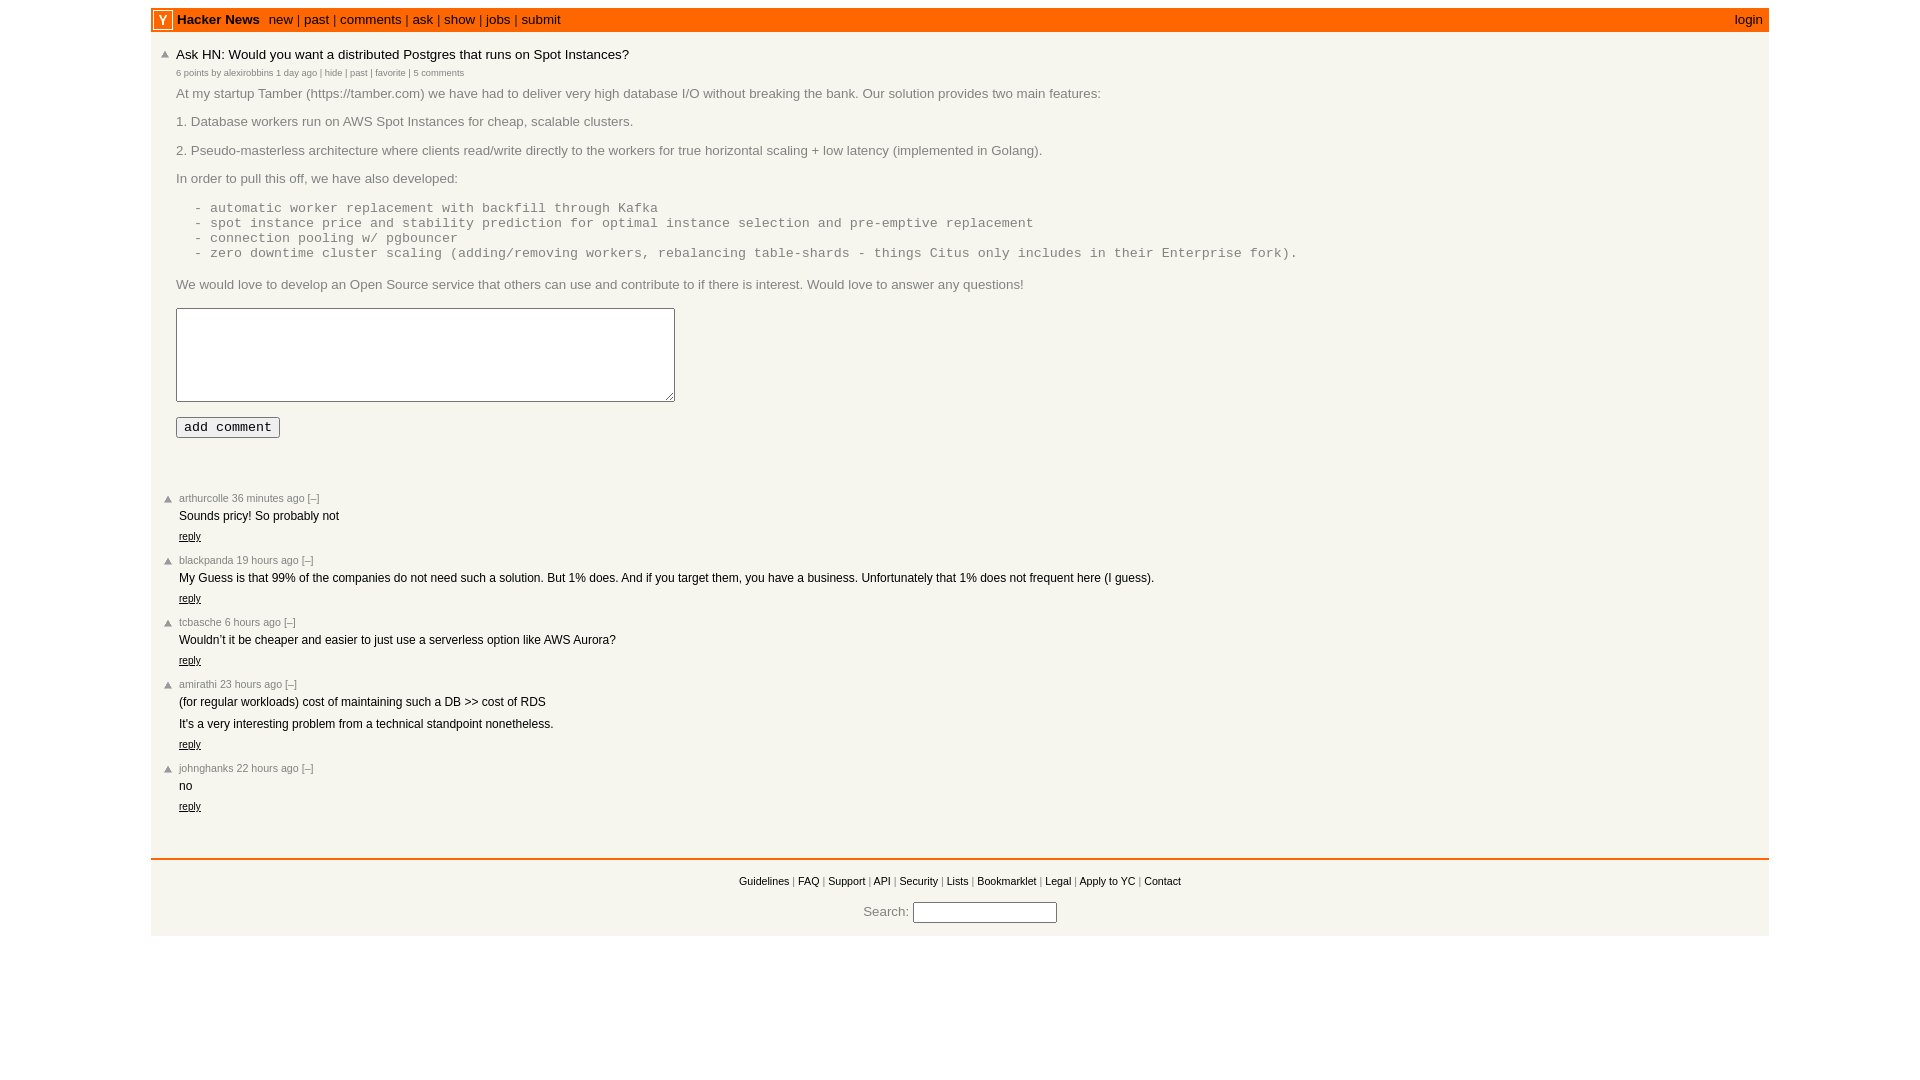 Y Hacker News new | past | comments | ask | show | jobs | submit login
Ask HN: Would you want a distributed Postgres that runs on Spot Instances?
6 points by alexirobbins 1 day ago | hide | past | favorite | 5 comments
At my startup Tamber (https://tamber.com) we have had to deliver very high database I/O without breaking the bank. Our solution provides two main features:
1. Database workers run on AWS Spot Instances for cheap, scalable clusters.
2. Pseudo-masterless architecture where clients read/write directly to the workers for true horizontal scaling + low latency (implemented in Golang).
In order to pull this off, we have also developed:
- automatic worker replacement with backfill through Kafka
- spot instance price and stability prediction for optimal instance selection and pre-emptive replacement
- connection pooling w/ pgbouncer
- zero downtime cluster scaling (adding/removing workers, rebalancing table-shards - things Citus only includes in their Enterprise fork).
We would love to develop an Open Source service that others can use and contribute to if there is interest. Would love to answer any questions!
add comment
arthurcolle 36 minutes ago [–]
Sounds pricy! So probably not
reply
blackpanda 19 hours ago [–]
My Guess is that 99% of the companies do not need such a solution. But 1% does. And if you target them, you have a business. Unfortunately that 1% does not frequent here (I guess).
reply
tcbasche 6 hours ago [–]
Wouldn’t it be cheaper and easier to just use a serverless option like AWS Aurora?
reply
amirathi 23 hours ago [–]
(for regular workloads) cost of maintaining such a DB >> cost of RDS
It's a very interesting problem from a technical standpoint nonetheless.
reply
johnghanks 22 hours ago [–]
no
reply
Guidelines | FAQ | Support | API | Security | Lists | Bookmarklet | Legal | Apply to YC | Contact
Search: